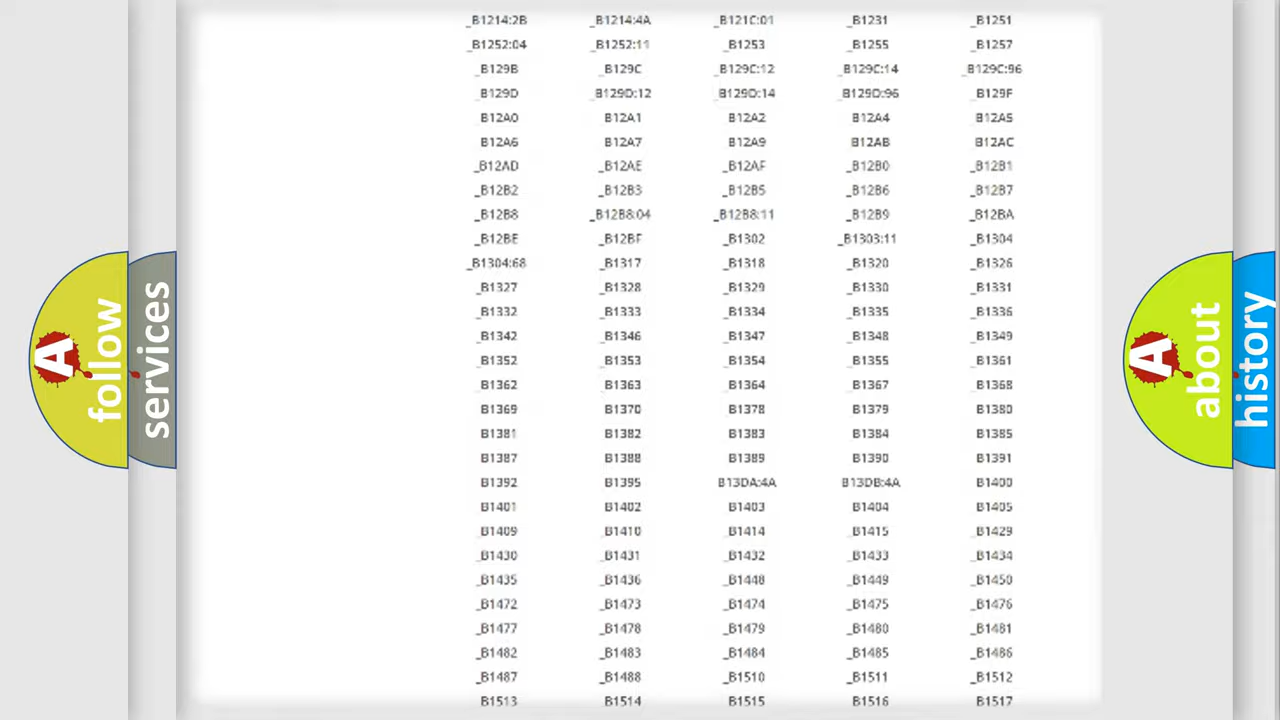 _B1214:2B _B1214:4A _B121C:01 _B1231 _B1251
_B1252:04 _B1252:11 _B1253 _B1255 _B1257
_B129B _B129C _B129C:12 _B129C:14 _B129C:96
_B129D _B129D:12 _B129D:14 _B129D:96 _B129F
_B12A0 _B12A1 _B12A2 _B12A4 _B12A5
_B12A6 _B12A7 _B12A9 _B12AB _B12AC
_B12AD _B12AE _B12AF _B12B0 _B12B1
_B12B2 _B12B3 _B12B5 _B12B6 _B12B7
_B12B8 _B12B8:04 _B12B8:11 _B12B9 _B12BA
_B12BE _B12BF _B1302 _B1303:11 _B1304
_B1304:68 _B1317 _B1318 _B1320 _B1326
_B1327 _B1328 _B1329 _B1330 _B1331
_B1332 _B1333 _B1334 _B1335 _B1336
_B1342 _B1346 _B1347 _B1348 _B1349
_B1352 _B1353 _B1354 _B1355 _B1361
_B1362 _B1363 _B1364 _B1367 _B1368
_B1369 _B1370 _B1378 _B1379 _B1380
_B1381 _B1382 _B1383 _B1384 _B1385
_B1387 _B1388 _B1389 _B1390 _B1391
_B1392 _B1395 _B13DA:4A _B13DB:4A _B1400
_B1401 _B1402 _B1403 _B1404 _B1405
_B1409 _B1410 _B1414 _B1415 _B1429
_B1430 _B1431 _B1432 _B1433 _B1434
_B1435 _B1436 _B1448 _B1449 _B1450
_B1472 _B1473 _B1474 _B1475 _B1476
_B1477 _B1478 _B1479 _B1480 _B1481
_B1482 _B1483 _B1484 _B1485 _B1486
_B1487 _B1488 _B1510 _B1511 _B1512
_B1513 _B1514 _B1515 _B1516 _B1517
A follow
services
A about
history